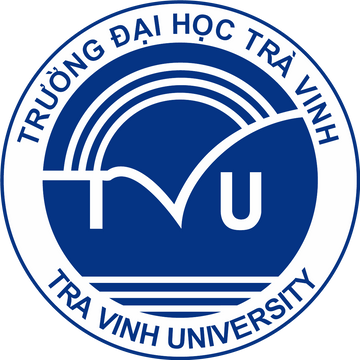 TRƯỜNG ĐẠI HỌC TRÀ VINH
TVU
TRA VINH UNIVERSITY